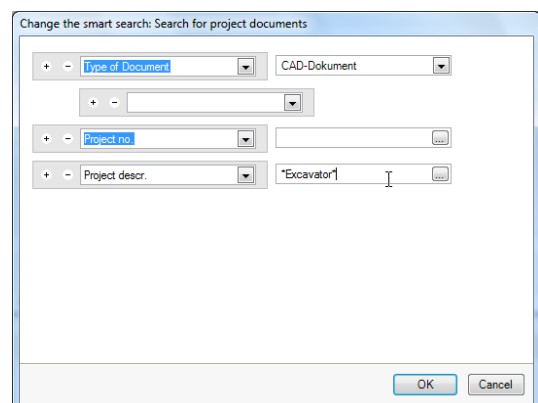 Change the smart search: Search for project documents
+ - Type of Document CAD-Dokument
+ -
+ - Project no. ...
+ - Project descr. *Excavator* ...
OK Cancel